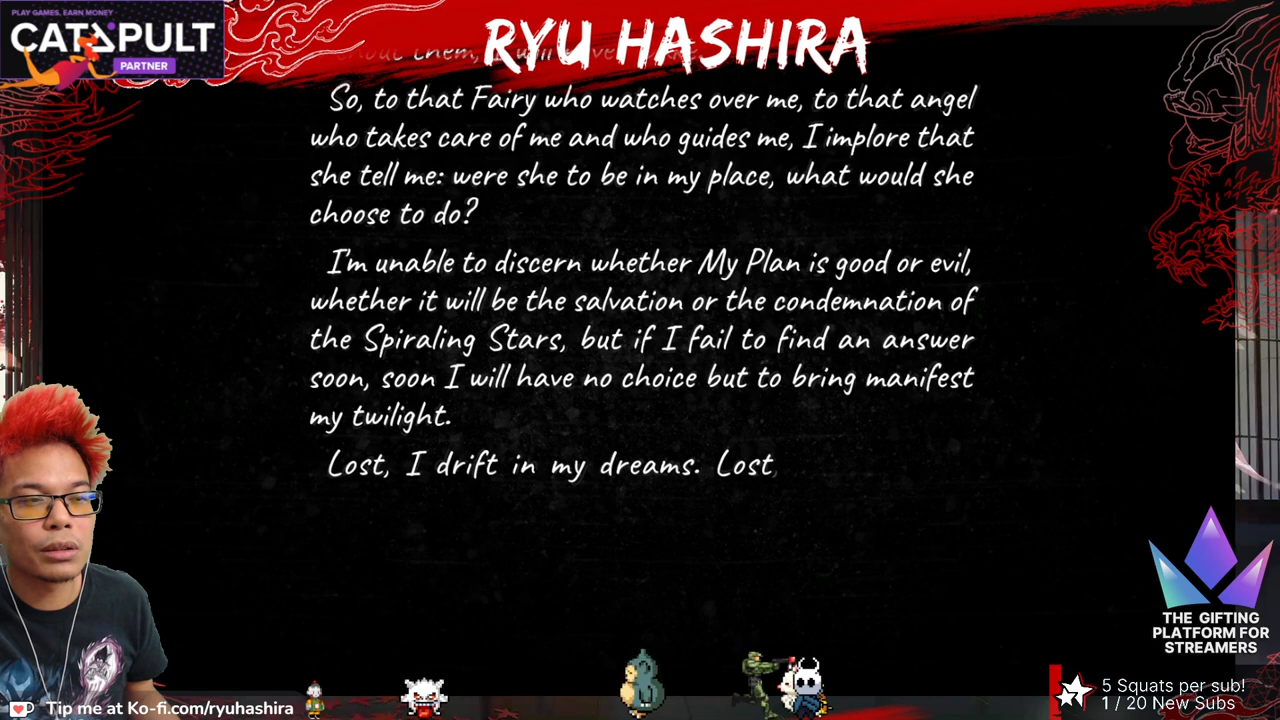 PLAY GAMES, EARN MONEY
CATAPULT
PARTNER
RYU HASHIRA
So, to that Fairy who watches over me, to that angel
who takes care of me and who guides me, I implore that
she tell me: were she to be in my place, what would she
choose to do?
I'm unable to discern whether My Plan is good or evil,
whether it will be the salvation or the condemnation of
the Spiraling Stars, but if I fail to find an answer
soon, soon I will have no choice but to bring manifest
my twilight.
Lost, I drift in my dreams. Lost,
THE GIFTING
PLATFORM FOR
STREAMERS
5 Squats per sub!
1 / 20 New Subs
Tip me at Ko-fi.com/ryuhashira